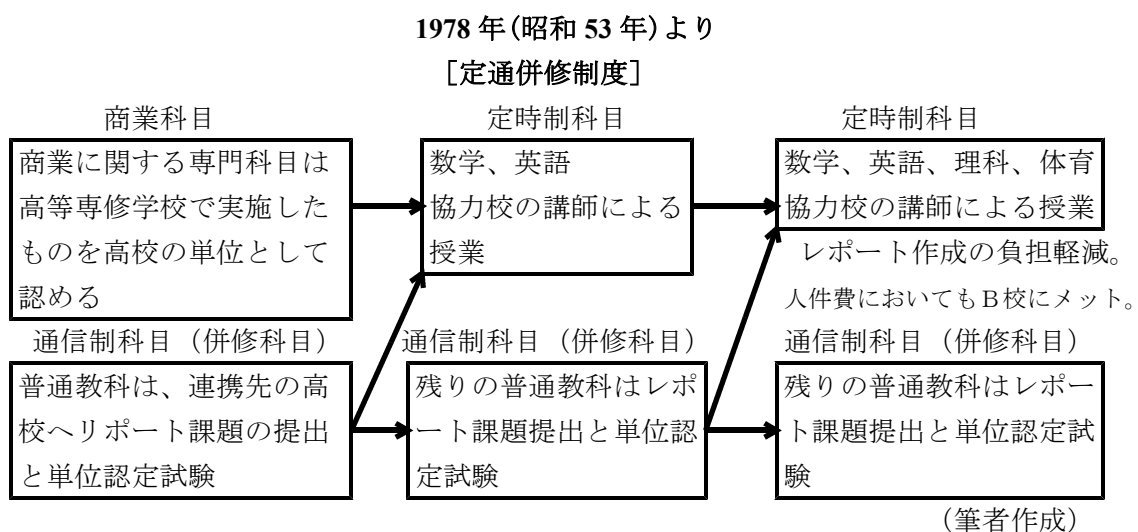 1978 年(昭和 53 年)より
[定通併修制度]
商業科目
商業に関する専門科目は
高等専修学校で実施した
ものを高校の単位として
認める
定時制科目
数学、英語
協力校の講師による
授業
定時制科目
数学、英語、理科、体育
協力校の講師による授業
レポート作成の負担軽減。
人件費においてもB校にメット。
通信制科目（併修科目）
普通教科は、連携先の高
校へリポート課題の提出
と単位認定試験
通信制科目（併修科目）
残りの普通教科はレポ
ート課題提出と単位認
定試験
通信制科目（併修科目）
残りの普通教科はレポー
ト課題提出と単位認定試
験
（筆者作成）